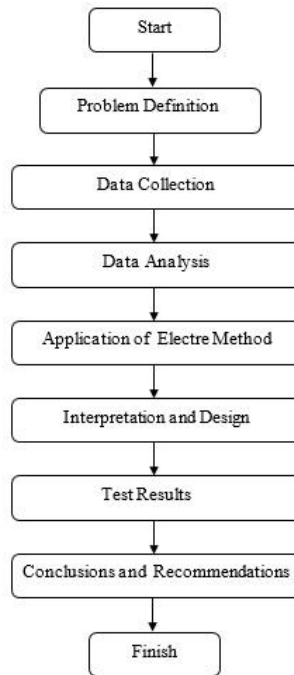 Start
Problem Definition
Data Collection
Data Analysis
Application of Electre Method
Interpretation and Design
Test Results
Conclusions and Recommendations
Finish